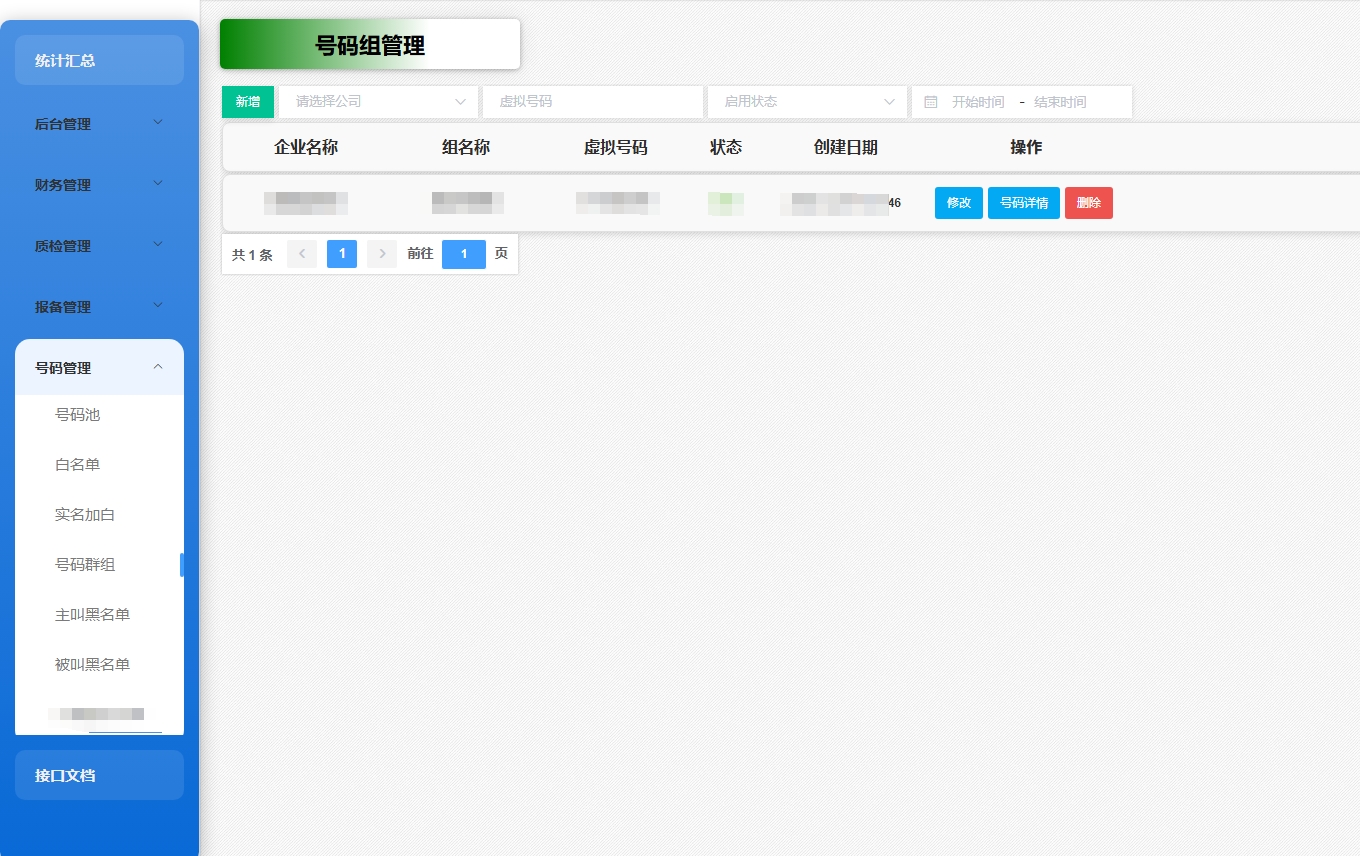 统计汇总
后台管理
财务管理
质检管理
报备管理
号码管理
号码池
白名单
实名加白
号码群组
主叫黑名单
被叫黑名单
接口文档
号码组管理
新增 请选择公司 虚拟号码 启用状态 开始时间 - 结束时间
企业名称 组名称 虚拟号码 状态 创建日期 操作
46 修改 号码详情 删除
共 1 条 1 前往 1 页